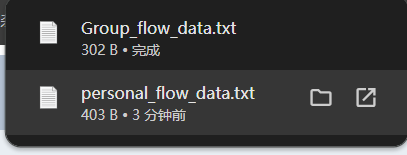 Group_flow_data.txt
302 B • 完成
personal_flow_data.txt
403 B • 3 分钟前